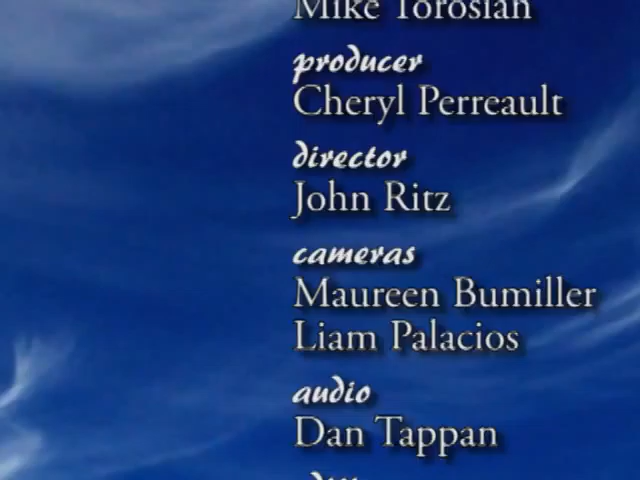 Mike Torosian
producer
Cheryl Perreault
director
John Ritz
cameras
Maureen Bumiller
Liam Palacios
audio
Dan Tappan